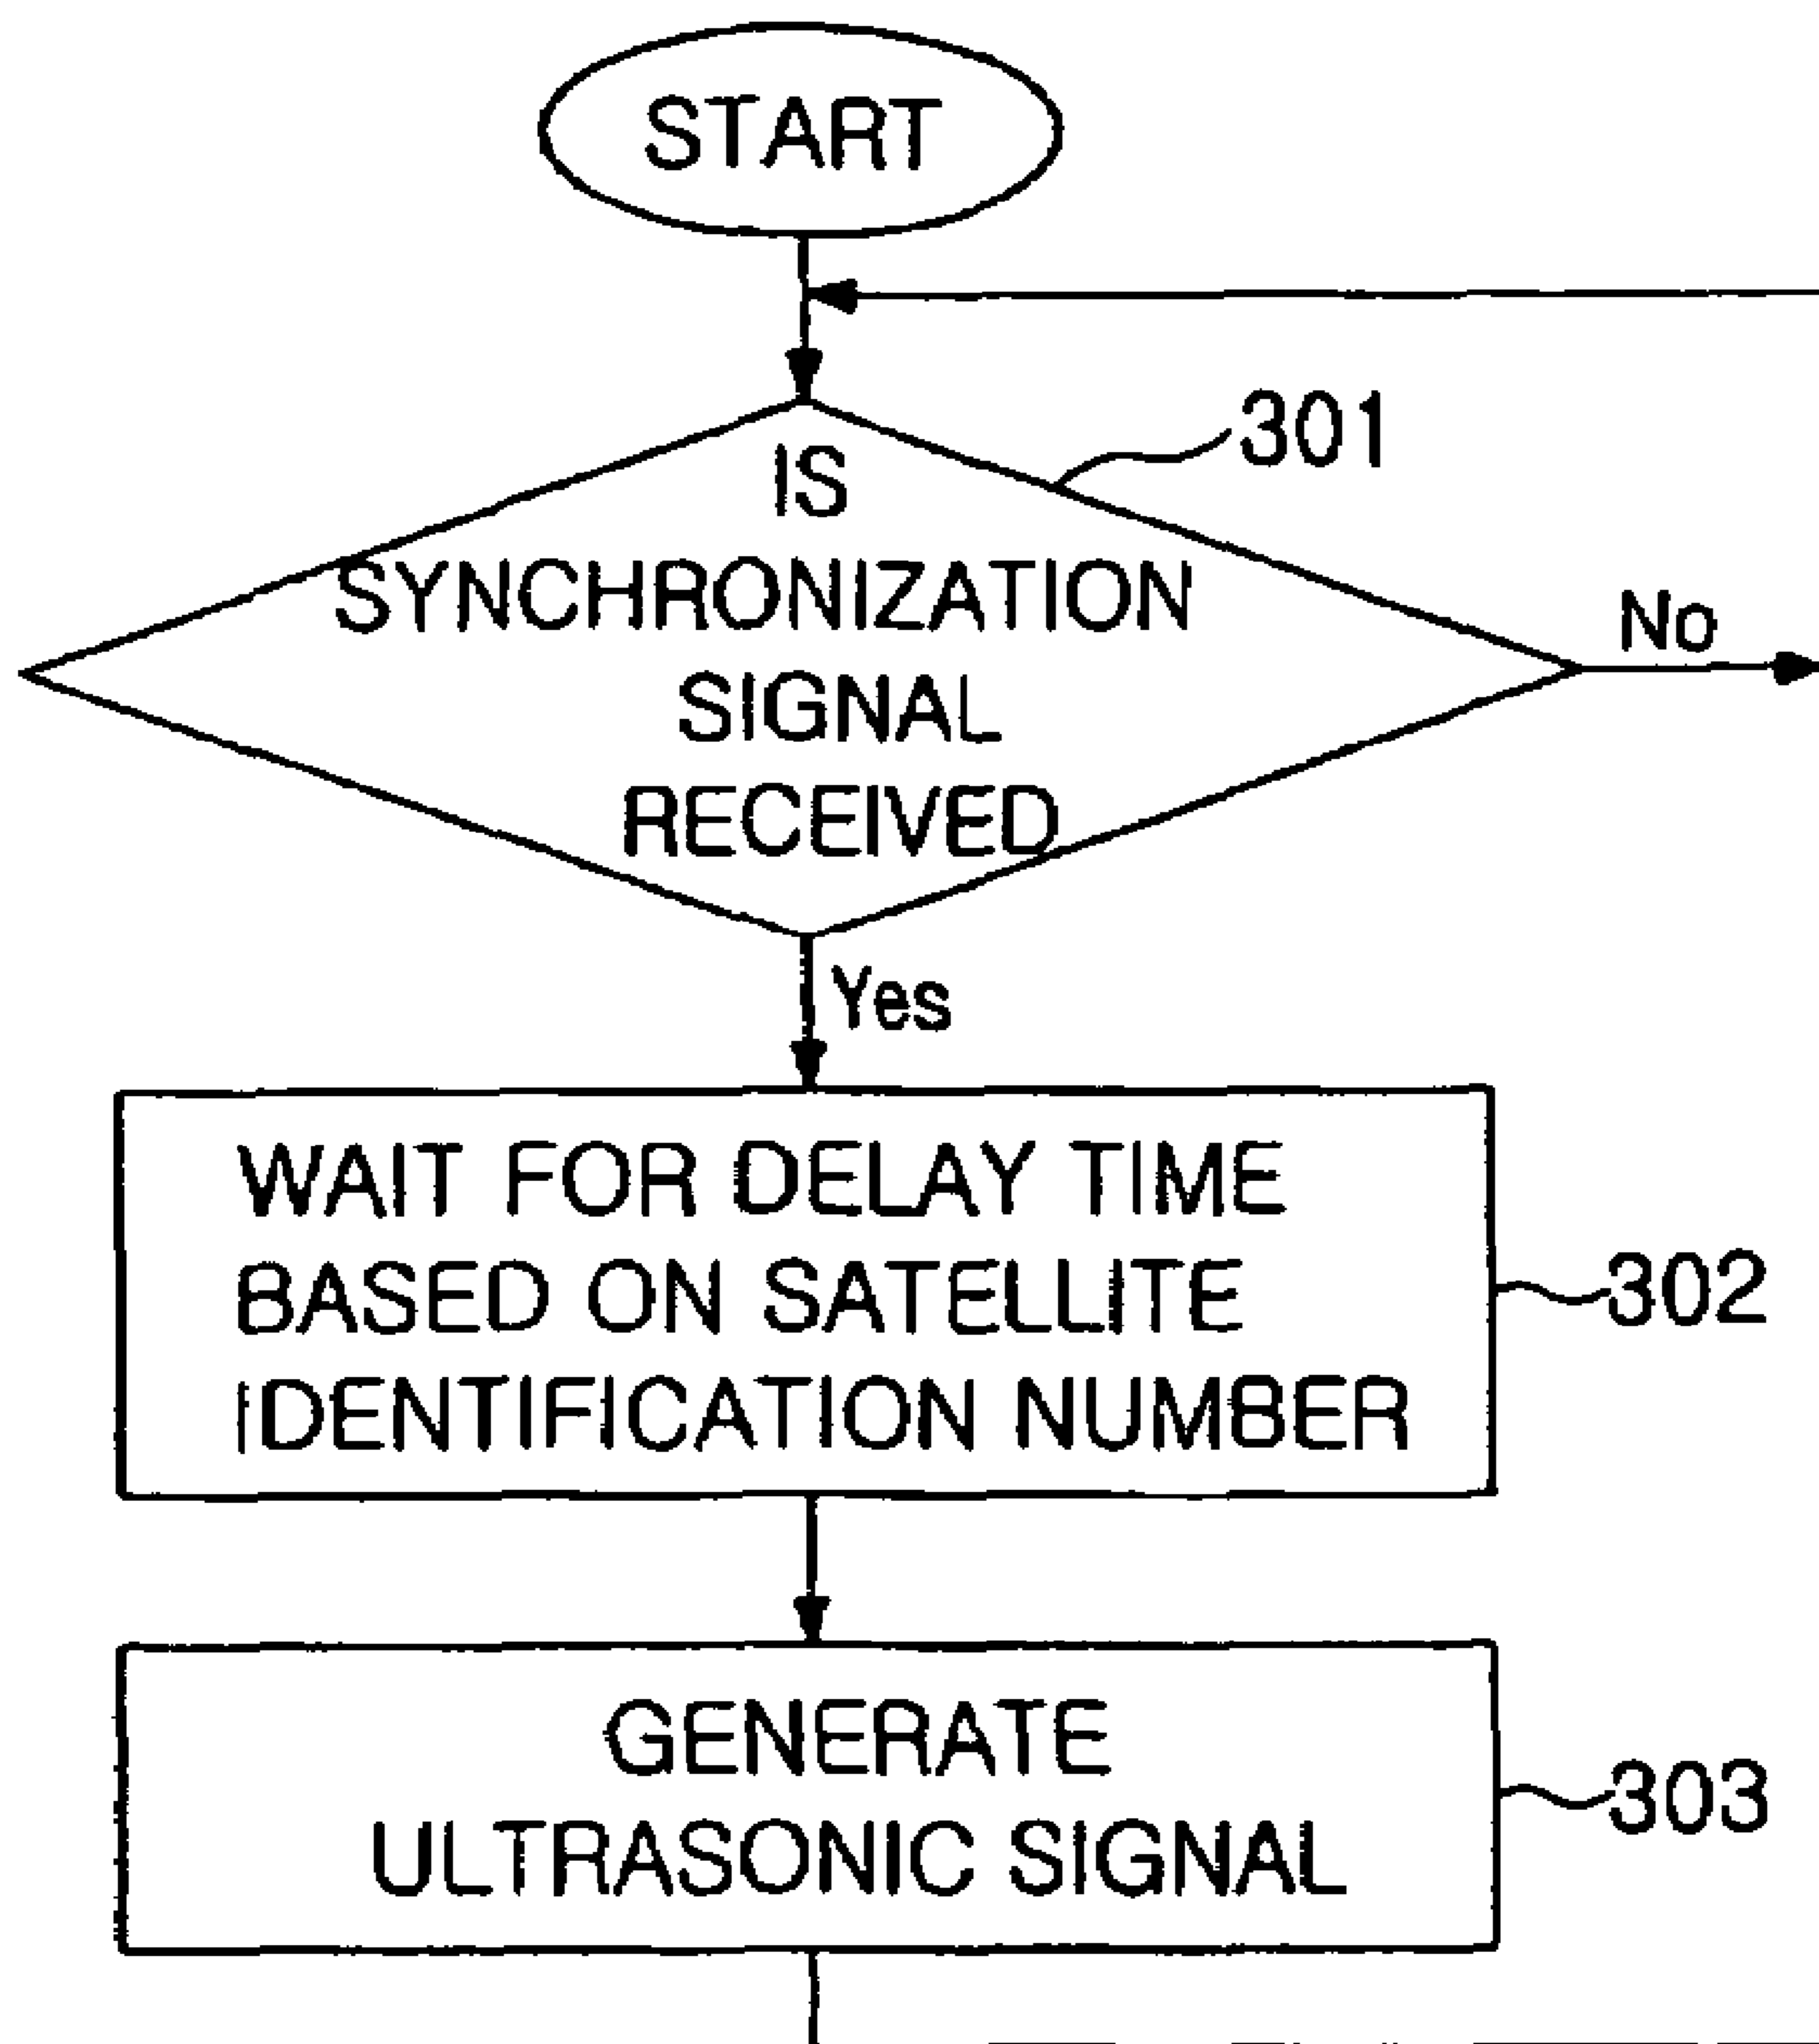 START
301
IS
SYNCHRONIZATION
SIGNAL
RECEIVED
No
Yes
WAIT FOR DELAY TIME
BASED ON SATELLITE
IDENTIFICATION NUMBER
302
GENERATE
ULTRASONIC SIGNAL
303